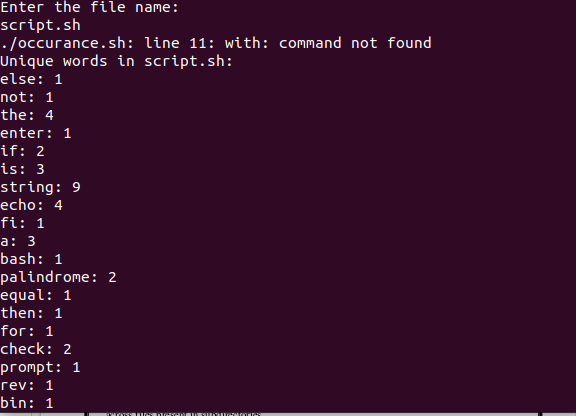 Enter the file name:
script.sh
./occurance.sh: line 11: with: command not found
Unique words in script.sh:
else: 1
not: 1
the: 4
enter: 1
if: 2
is: 3
string: 9
echo: 4
fi: 1
a: 3
bash: 1
palindrome: 2
equal: 1
then: 1
for: 1
check: 2
prompt: 1
rev: 1
bin: 1